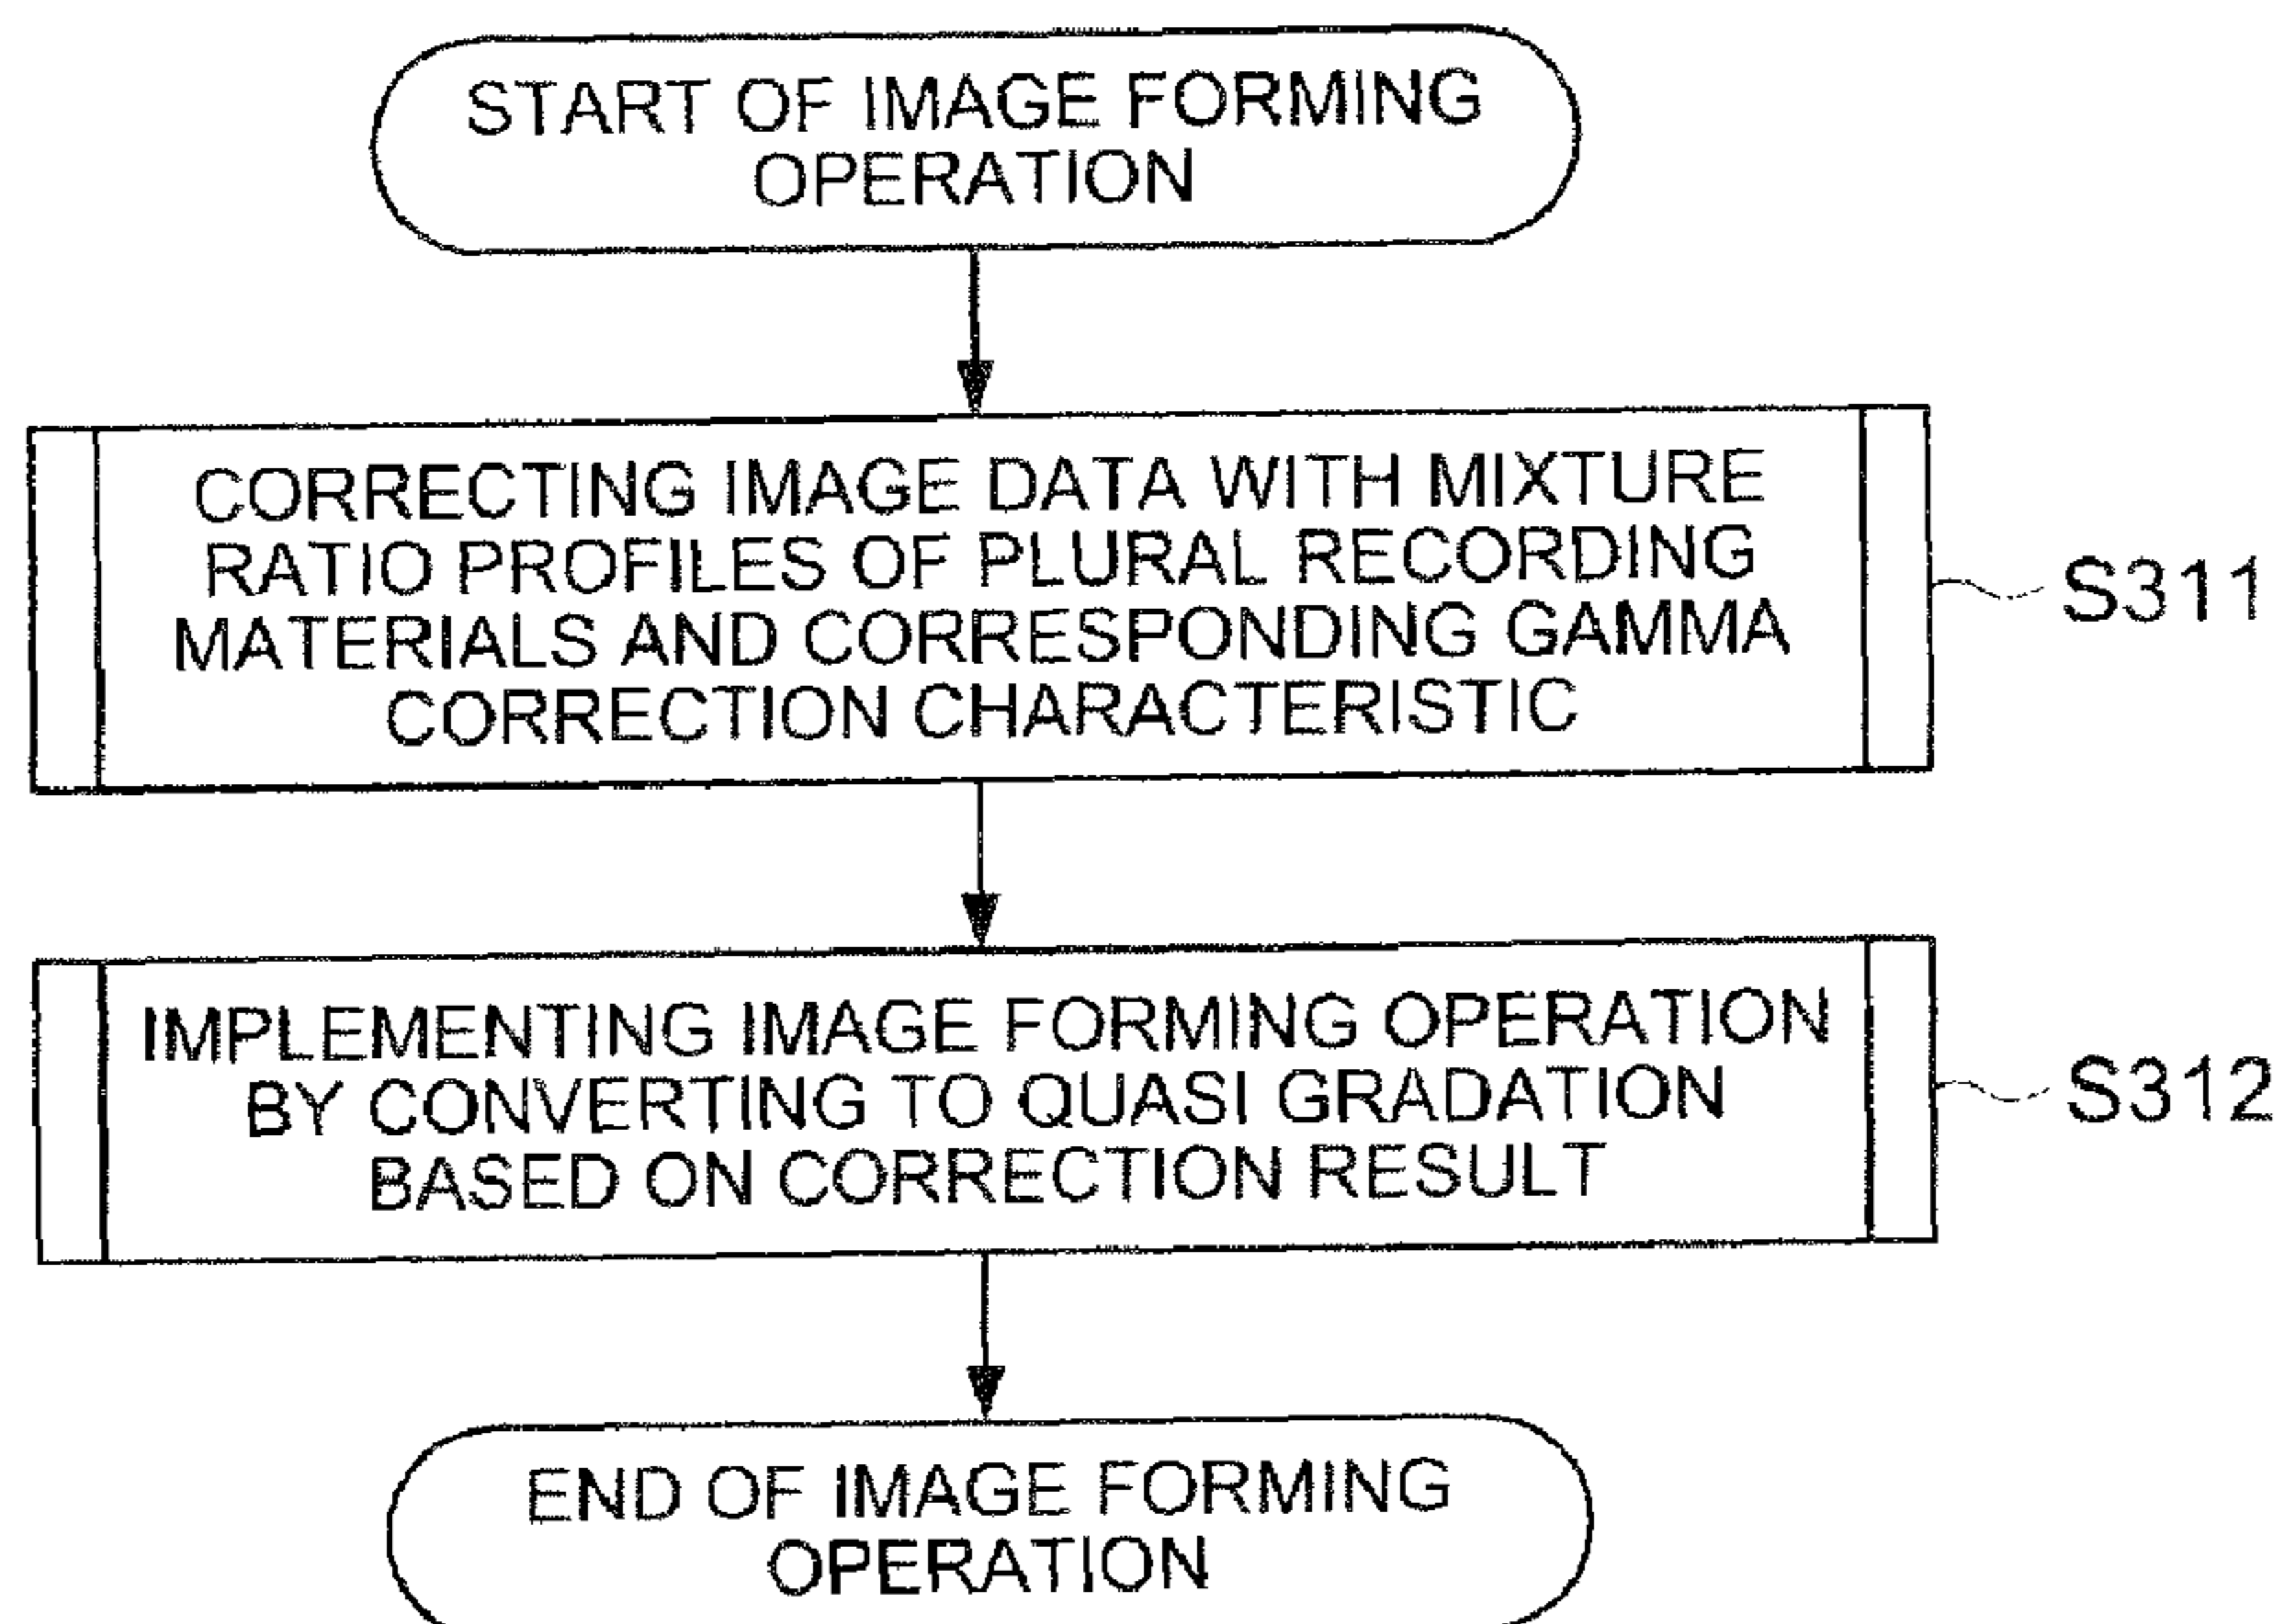 START OF IMAGE FORMING
OPERATION
CORRECTING IMAGE DATA WITH MIXTURE
RATIO PROFILES OF PLURAL RECORDING
MATERIALS AND CORRESPONDING GAMMA
CORRECTION CHARACTERISTIC
S311
IMPLEMENTING IMAGE FORMING OPERATION
BY CONVERTING TO QUASI GRADATION
BASED ON CORRECTION RESULT
S312
END OF IMAGE FORMING
OPERATION